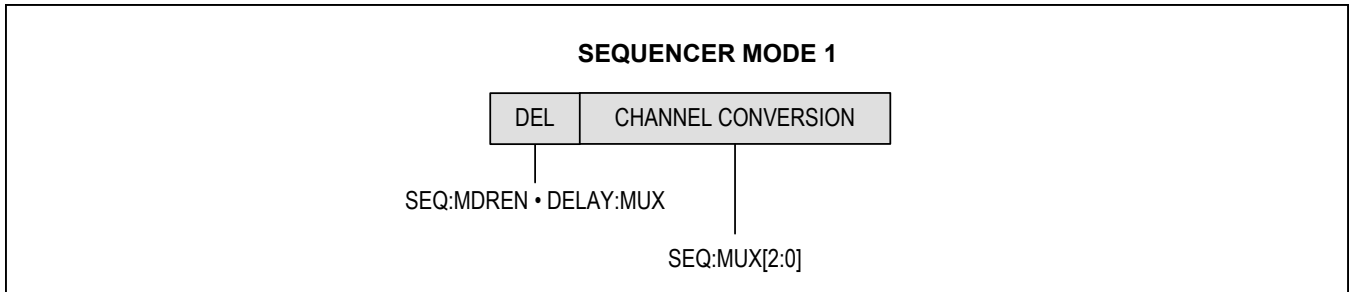 SEQUENCER MODE 1
DEL CHANNEL CONVERSION
SEQ:MDREN • DELAY:MUX
SEQ:MUX[2:0]